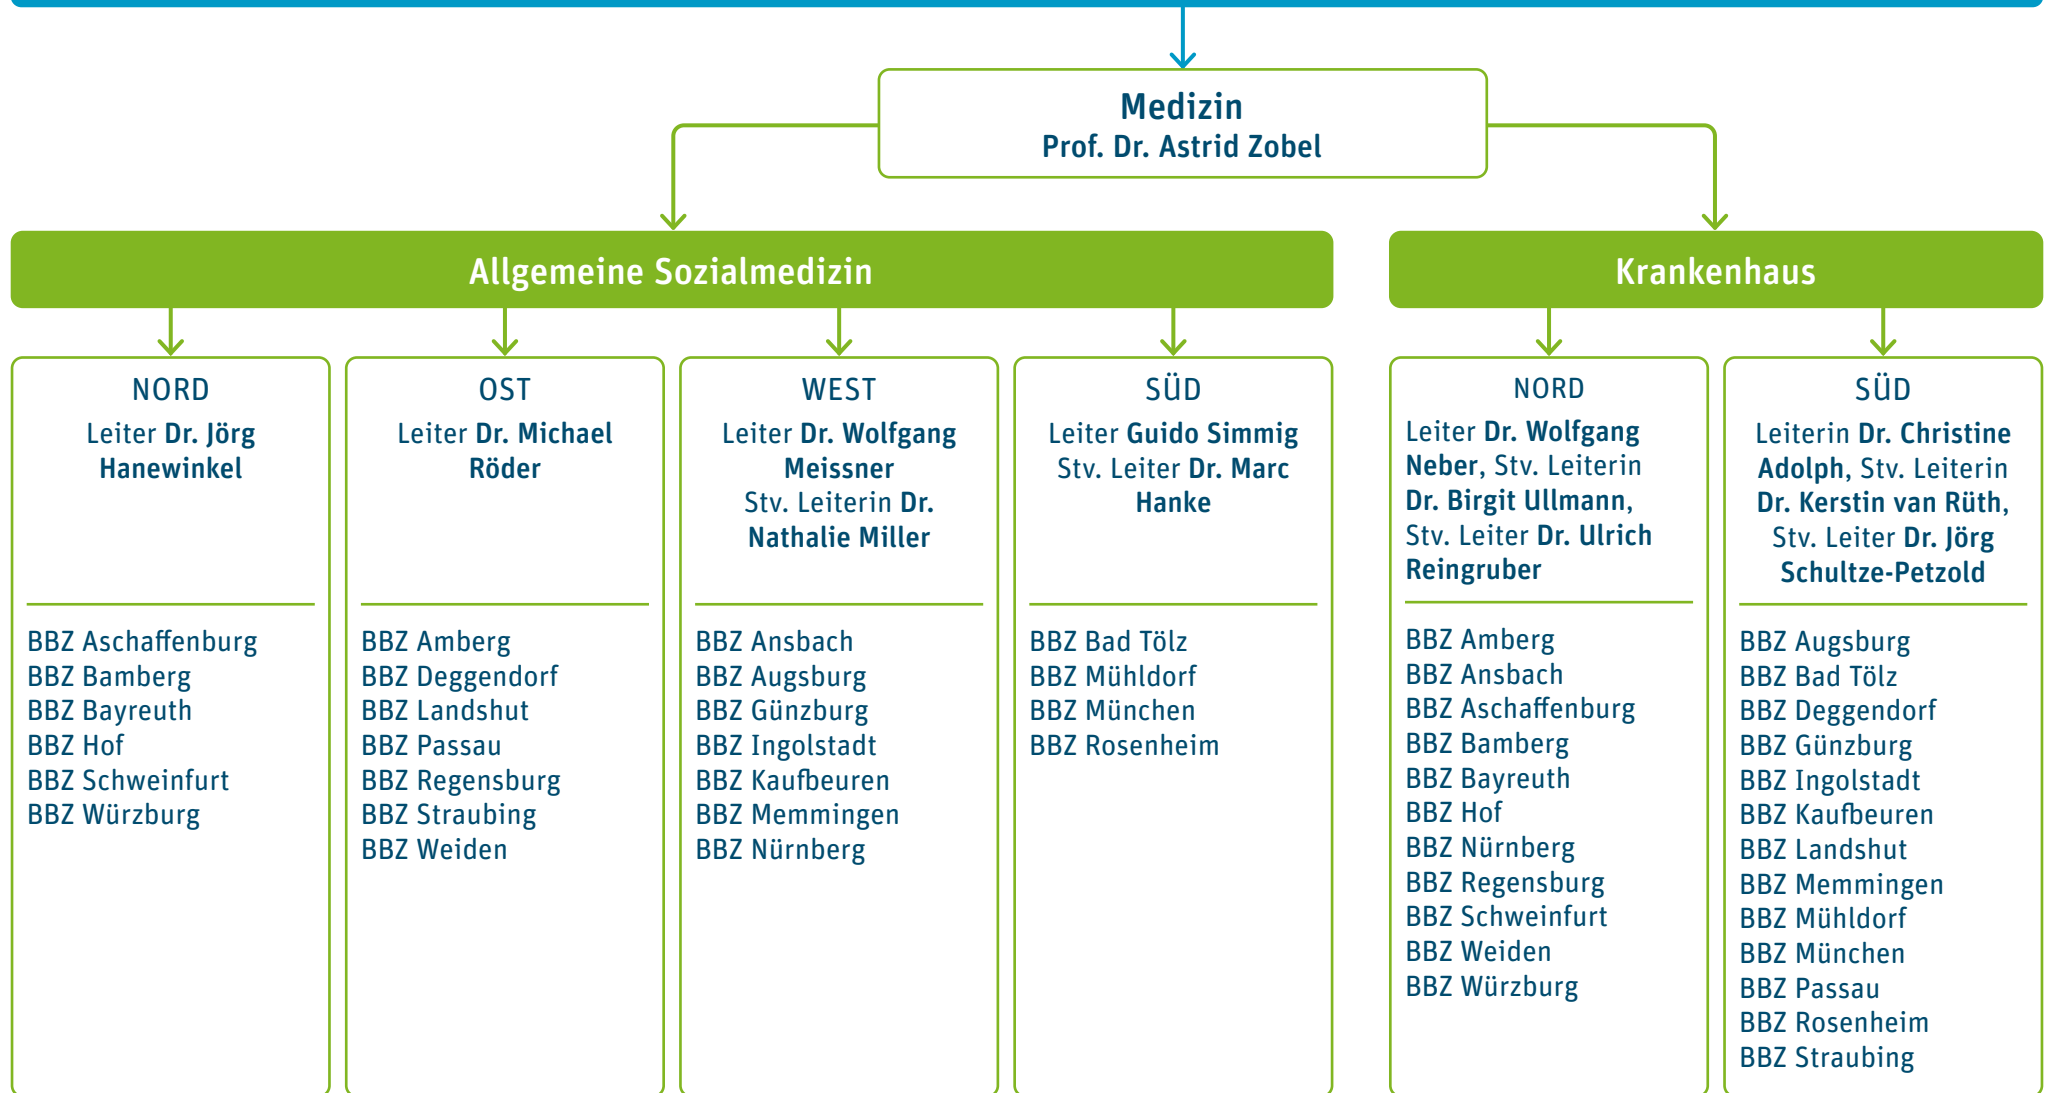 Medizin
Prof. Dr. Astrid Zobel
Allgemeine Sozialmedizin
NORD
Leiter Dr. Jörg
Hanewinkel
BBZ Aschaffenburg
BBZ Bamberg
BBZ Bayreuth
BBZ Hof
BBZ Schweinfurt
BBZ Würzburg
OST
Leiter Dr. Michael
Röder
BBZ Amberg
BBZ Deggendorf
BBZ Landshut
BBZ Passau
BBZ Regensburg
BBZ Straubing
BBZ Weiden
WEST
Leiter Dr. Wolfgang
Meissner
Stv. Leiterin Dr.
Nathalie Miller
BBZ Ansbach
BBZ Augsburg
BBZ Günzburg
BBZ Ingolstadt
BBZ Kaufbeuren
BBZ Memmingen
BBZ Nürnberg
SÜD
Leiter Guido Simmig
Stv. Leiter Dr. Marc
Hanke
BBZ Bad Tölz
BBZ Mühldorf
BBZ München
BBZ Rosenheim
Krankenhaus
NORD
Leiter Dr. Wolfgang
Neber, Stv. Leiterin
Dr. Birgit Ullmann,
Stv. Leiter Dr. Ulrich
Reingruber
BBZ Amberg
BBZ Ansbach
BBZ Aschaffenburg
BBZ Bamberg
BBZ Bayreuth
BBZ Hof
BBZ Nürnberg
BBZ Regensburg
BBZ Schweinfurt
BBZ Weiden
BBZ Würzburg
SÜD
Leiterin Dr. Christine
Adolph, Stv. Leiterin
Dr. Kerstin van Rüth,
Stv. Leiter Dr. Jörg
Schultze-Petzold
BBZ Augsburg
BBZ Bad Tölz
BBZ Deggendorf
BBZ Günzburg
BBZ Ingolstadt
BBZ Kaufbeuren
BBZ Landshut
BBZ Memmingen
BBZ Mühldorf
BBZ München
BBZ Passau
BBZ Rosenheim
BBZ Straubing